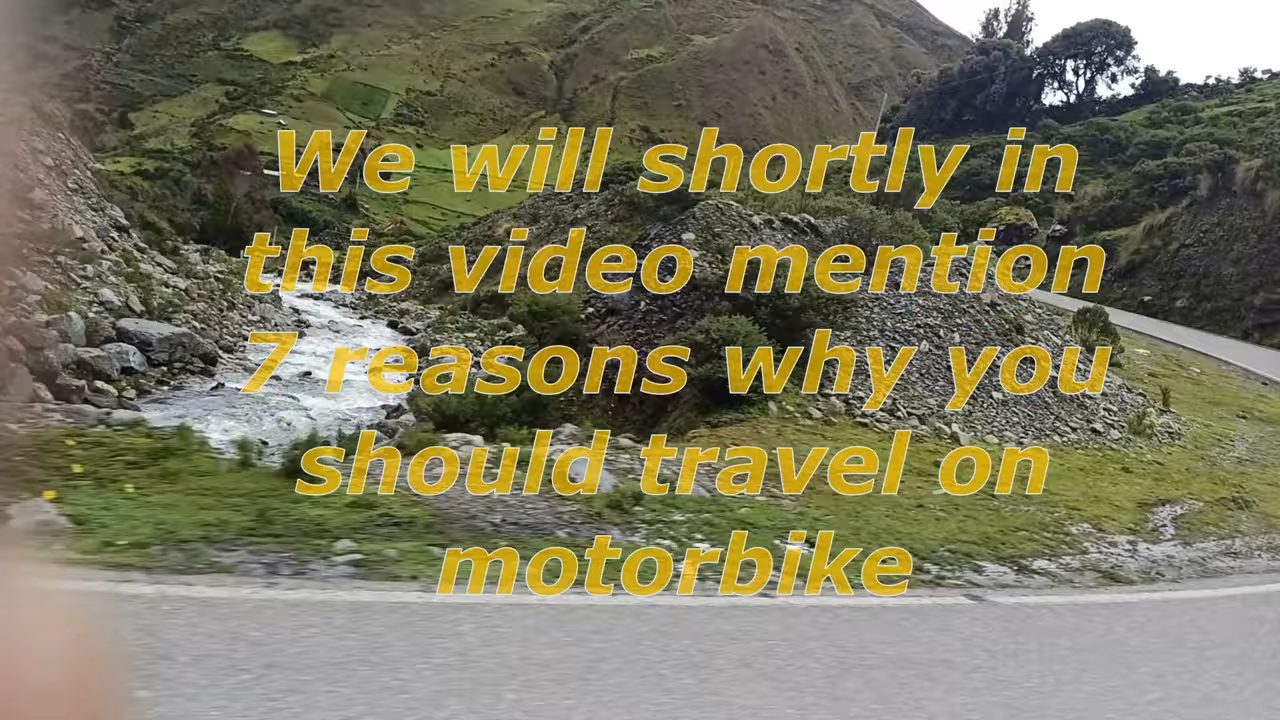 We will shortly in
this video mention
7 reasons why you
should travel on
motorbike